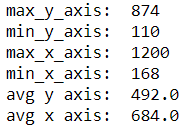 max_y_axis: 874
min_y_axis: 110
max_x_axis: 1200
min_x_axis: 168
avg y axis: 492.0
avg x axis: 684.0